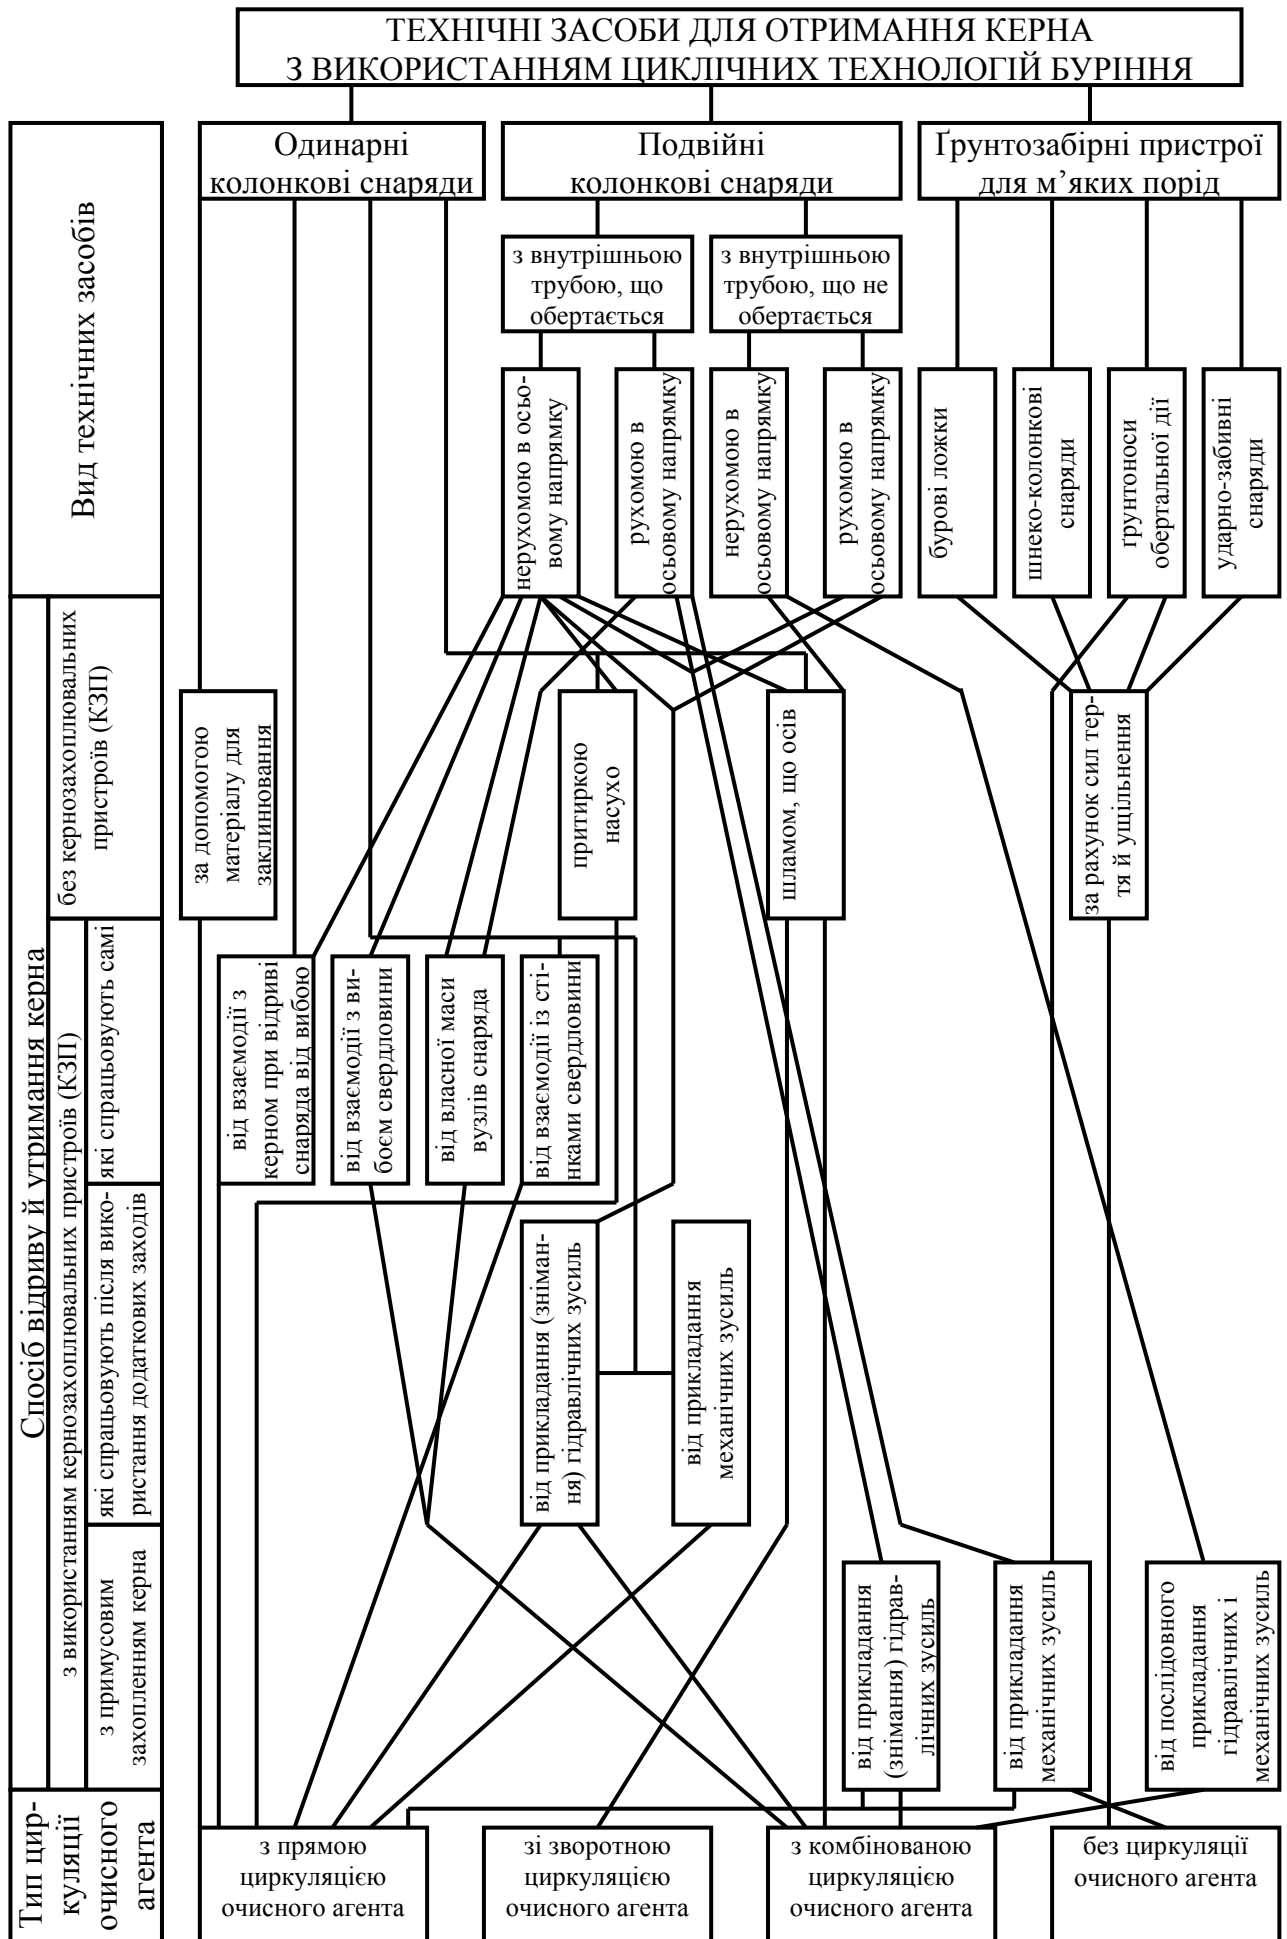 ТЕХНІЧНІ ЗАСОБИ ДЛЯ ОТРИМАННЯ КЕРНА
З ВИКОРИСТАННЯМ ЦИКЛІЧНИХ ТЕХНОЛОГІЙ БУРІННЯ
Вид технічних засобів
Одинарні
колонкові снаряди
Подвійні
колонкові снаряди
Ґрунтозабірні пристрої
для м’яких порід
з внутрішньою
трубою, що
обертається
з внутрішньою
трубою, що не
обертається
нерухомою в осьо-
вому напрямку
рухомою в
осьовому напрямку
нерухомою в
осьовому напрямку
рухомою в
осьовому напрямку
бурові ложки
шнеко-колонкові
снаряди
ґрунтоноси
обертальної дії
ударно-забивні
снаряди
Спосіб відриву й утримання керна
без кернозахоплювальних
пристроїв (КЗП)
за допомогою
матеріалу для
заклинювання
притиркою
насухо
шламом, що осів
за рахунок сил тер-
тя й ущільнення
з використанням кернозахоплювальних пристрої (КЗП)
які спрацьовують самі
від взаємодії з
керном при відриві
снаряда від вибою
від взаємодії з ви-
боєм свердловини
від власної маси
вузлів снаряда
від взаємодії із сті-
нками свердловини
які спрацьовують після вико-
ристання додаткових заходів
від прикладання (зніман-
ня) гідравлічних зусиль
від прикладання
механічних зусиль
з примусовим
захопленням керна
від прикладання
(знімання) гідрав-
лічних зусиль
від прикладання
механічних зусиль
від послідовного
прикладання
гідравлічних і
механічних зусиль
Тип цир-
куляції
очисного
агента
з прямою
циркуляцією
очисного агента
зі зворотною
циркуляцією
очисного агента
з комбінованою
циркуляцією
очисного агента
без циркуляції
очисного агента